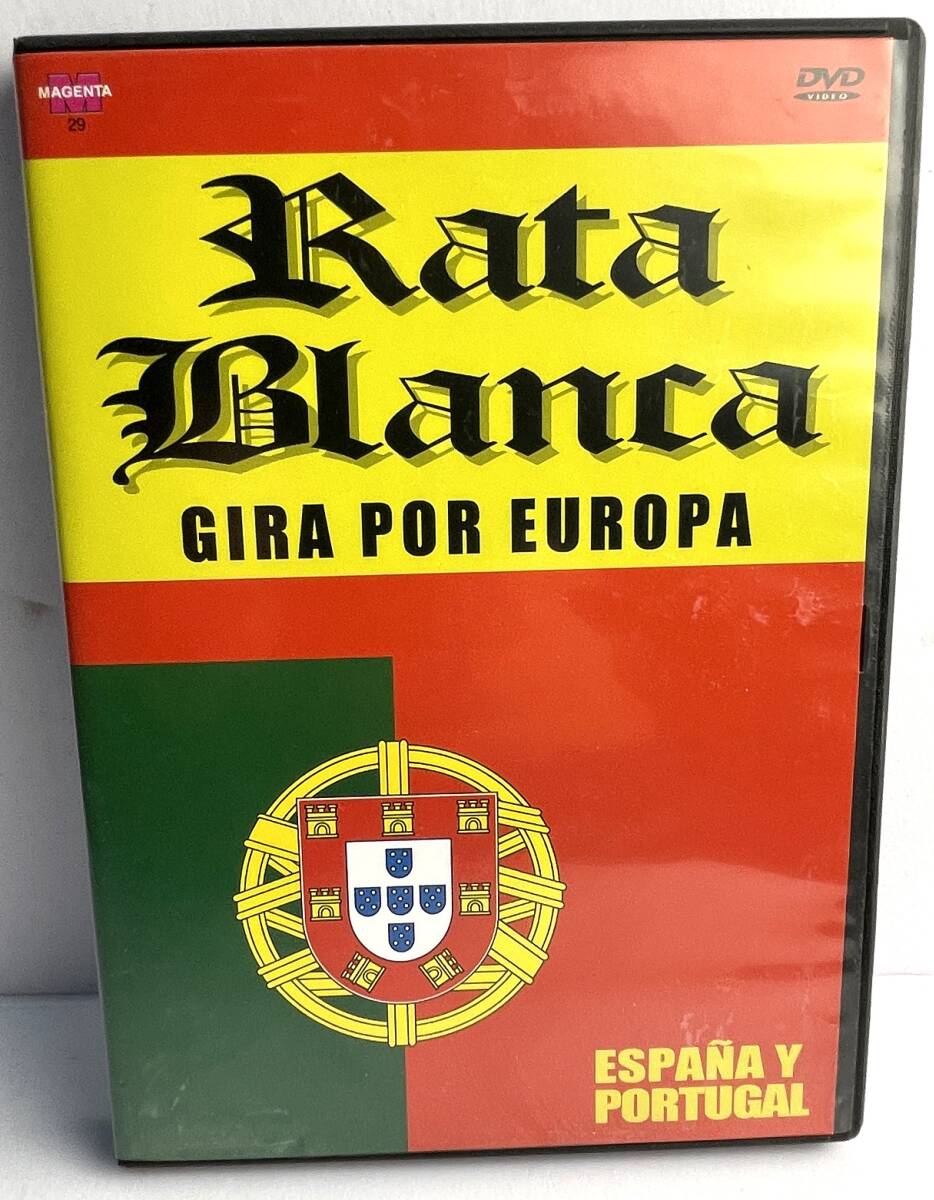 MAGENTA
29
DVD
VIDEO
Rata
Blanca
GIRA POR EUROPA
ESPAÑA Y
PORTUGAL